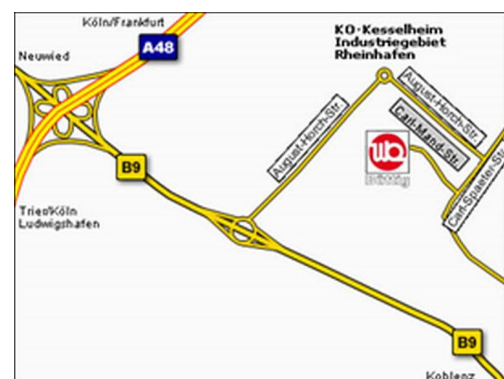 Köln/Frankfurt
A48
Neuwied
KO-Kesselheim
Industriegebiet
Rheinhafen
August-Horch-Str.
August-Horch-Str.
Carl-Mand-Str.
Carl-Spaeter-Str.
B9
Trier/Köln
Ludwigshafen
B9
Koblenz